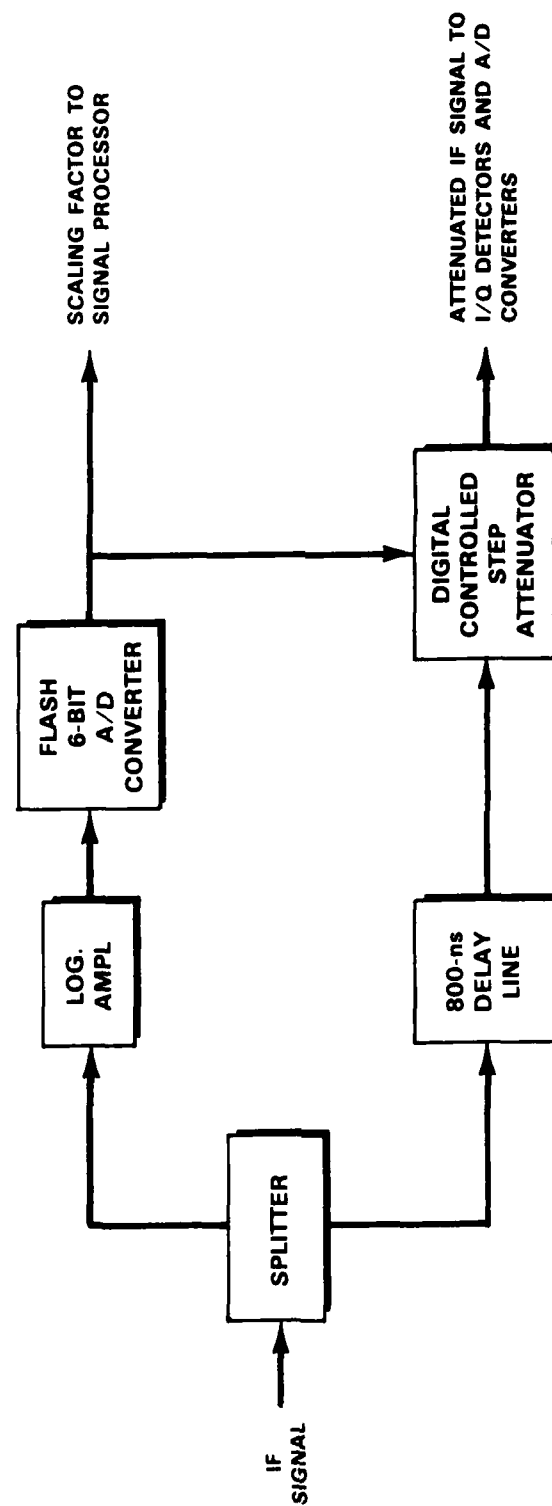 IF
SIGNAL
SPLITTER
LOG.
AMPL
FLASH
6-BIT
A/D
CONVERTER
SCALING FACTOR TO
SIGNAL PROCESSOR
800-ns
DELAY
LINE
DIGITAL
CONTROLLED
STEP
ATTENUATOR
ATTENUATED IF SIGNAL TO
I/Q DETECTORS AND A/D
CONVERTERS